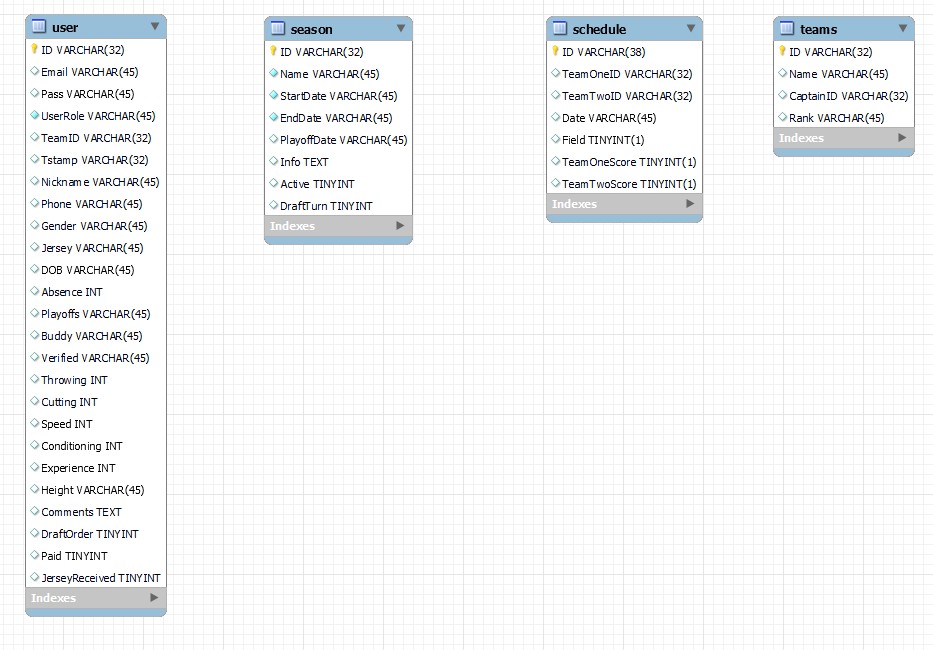 user
ID VARCHAR(32)
Email VARCHAR(45)
Pass VARCHAR(45)
UserRole VARCHAR(45)
TeamID VARCHAR(32)
Tstamp VARCHAR(32)
Nickname VARCHAR(45)
Phone VARCHAR(45)
Gender VARCHAR(45)
Jersey VARCHAR(45)
DOB VARCHAR(45)
Absence INT
Playoffs VARCHAR(45)
Buddy VARCHAR(45)
Verified VARCHAR(45)
Throwing INT
Cutting INT
Speed INT
Conditioning INT
Experience INT
Height VARCHAR(45)
Comments TEXT
DraftOrder TINYINT
Paid TINYINT
JerseyReceived TINYINT
Indexes
season
ID VARCHAR(32)
Name VARCHAR(45)
StartDate VARCHAR(45)
EndDate VARCHAR(45)
PlayoffDate VARCHAR(45)
Info TEXT
Active TINYINT
DraftTurn TINYINT
Indexes
schedule
ID VARCHAR(38)
TeamOneID VARCHAR(32)
TeamTwoID VARCHAR(32)
Date VARCHAR(45)
Field TINYINT(1)
TeamOneScore TINYINT(1)
TeamTwoScore TINYINT(1)
Indexes
teams
ID VARCHAR(32)
Name VARCHAR(45)
CaptainID VARCHAR(32)
Rank VARCHAR(45)
Indexes